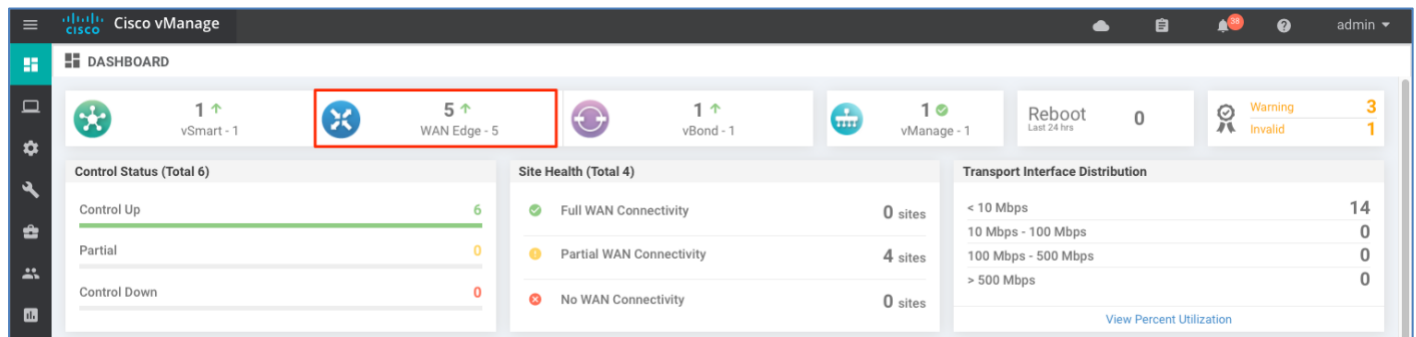 cisco Cisco vManage 38 admin
DASHBOARD
1 5 1 1 Reboot 0 Warning 3
vSmart - 1 WAN Edge - 5 vBond - 1 vManage - 1 Last 24 hrs Invalid 1
Control Status (Total 6)
Control Up 6
Partial 0
Control Down 0
Site Health (Total 4)
Full WAN Connectivity 0 sites
Partial WAN Connectivity 4 sites
No WAN Connectivity 0 sites
Transport Interface Distribution
< 10 Mbps 14
10 Mbps - 100 Mbps 0
100 Mbps - 500 Mbps 0
> 500 Mbps 0
View Percent Utilization